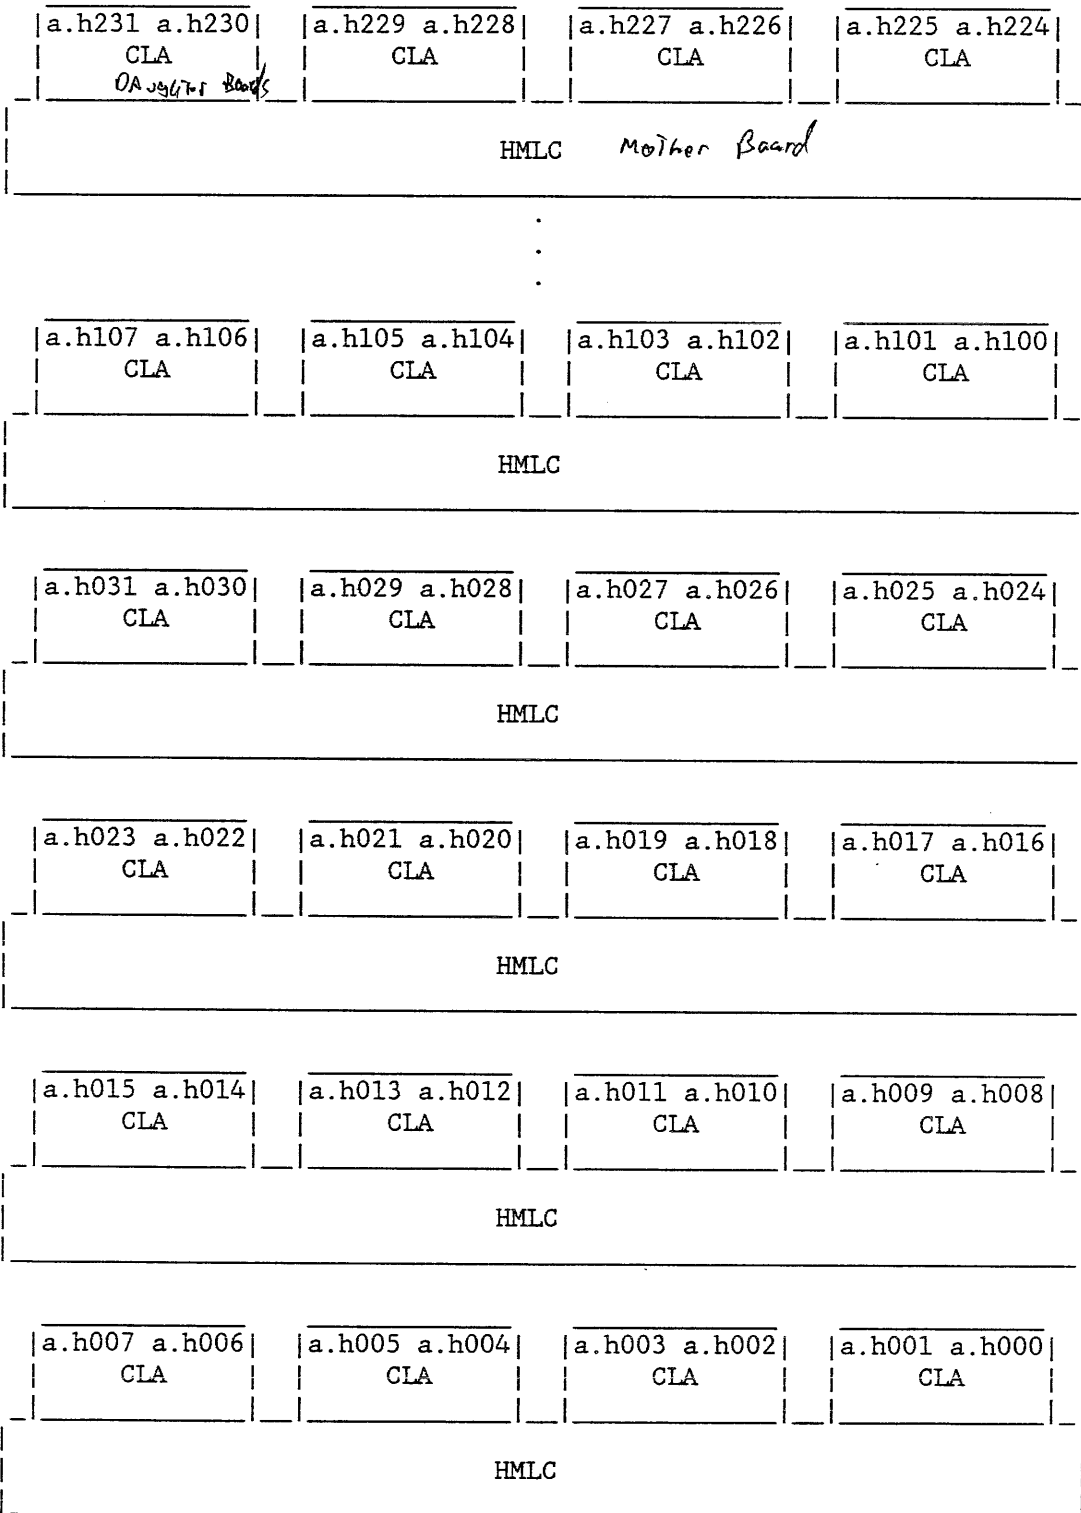 a.h231 a.h230 a.h229 a.h228 a.h227 a.h226 a.h225 a.h224
CLA CLA CLA CLA
DAughter Boards
HMLC Mother Board
.
.
.
a.h107 a.h106 a.h105 a.h104 a.h103 a.h102 a.h101 a.h100
CLA CLA CLA CLA
HMLC
a.h031 a.h030 a.h029 a.h028 a.h027 a.h026 a.h025 a.h024
CLA CLA CLA CLA
HMLC
a.h023 a.h022 a.h021 a.h020 a.h019 a.h018 a.h017 a.h016
CLA CLA CLA CLA
HMLC
a.h015 a.h014 a.h013 a.h012 a.h011 a.h010 a.h009 a.h008
CLA CLA CLA CLA
HMLC
a.h007 a.h006 a.h005 a.h004 a.h003 a.h002 a.h001 a.h000
CLA CLA CLA CLA
HMLC